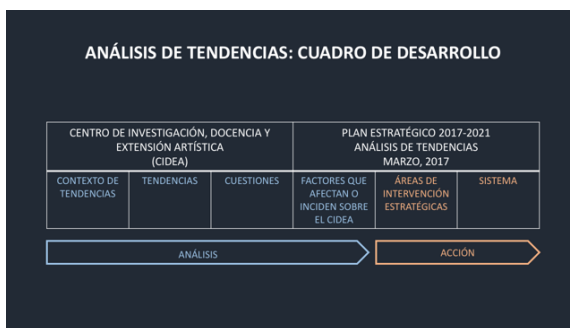 ANÁLISIS DE TENDENCIAS: CUADRO DE DESARROLLO
CENTRO DE INVESTIGACIÓN, DOCENCIA Y
EXTENSIÓN ARTÍSTICA
(CIDEA)
PLAN ESTRATÉGICO 2017-2021
ANÁLISIS DE TENDENCIAS
MARZO, 2017
CONTEXTO DE
TENDENCIAS
TENDENCIAS
CUESTIONES
FACTORES QUE
AFECTAN O
INCIDEN SOBRE
EL CIDEA
ÁREAS DE
INTERVENCIÓN
ESTRATÉGICAS
SISTEMA
ANÁLISIS
ACCIÓN